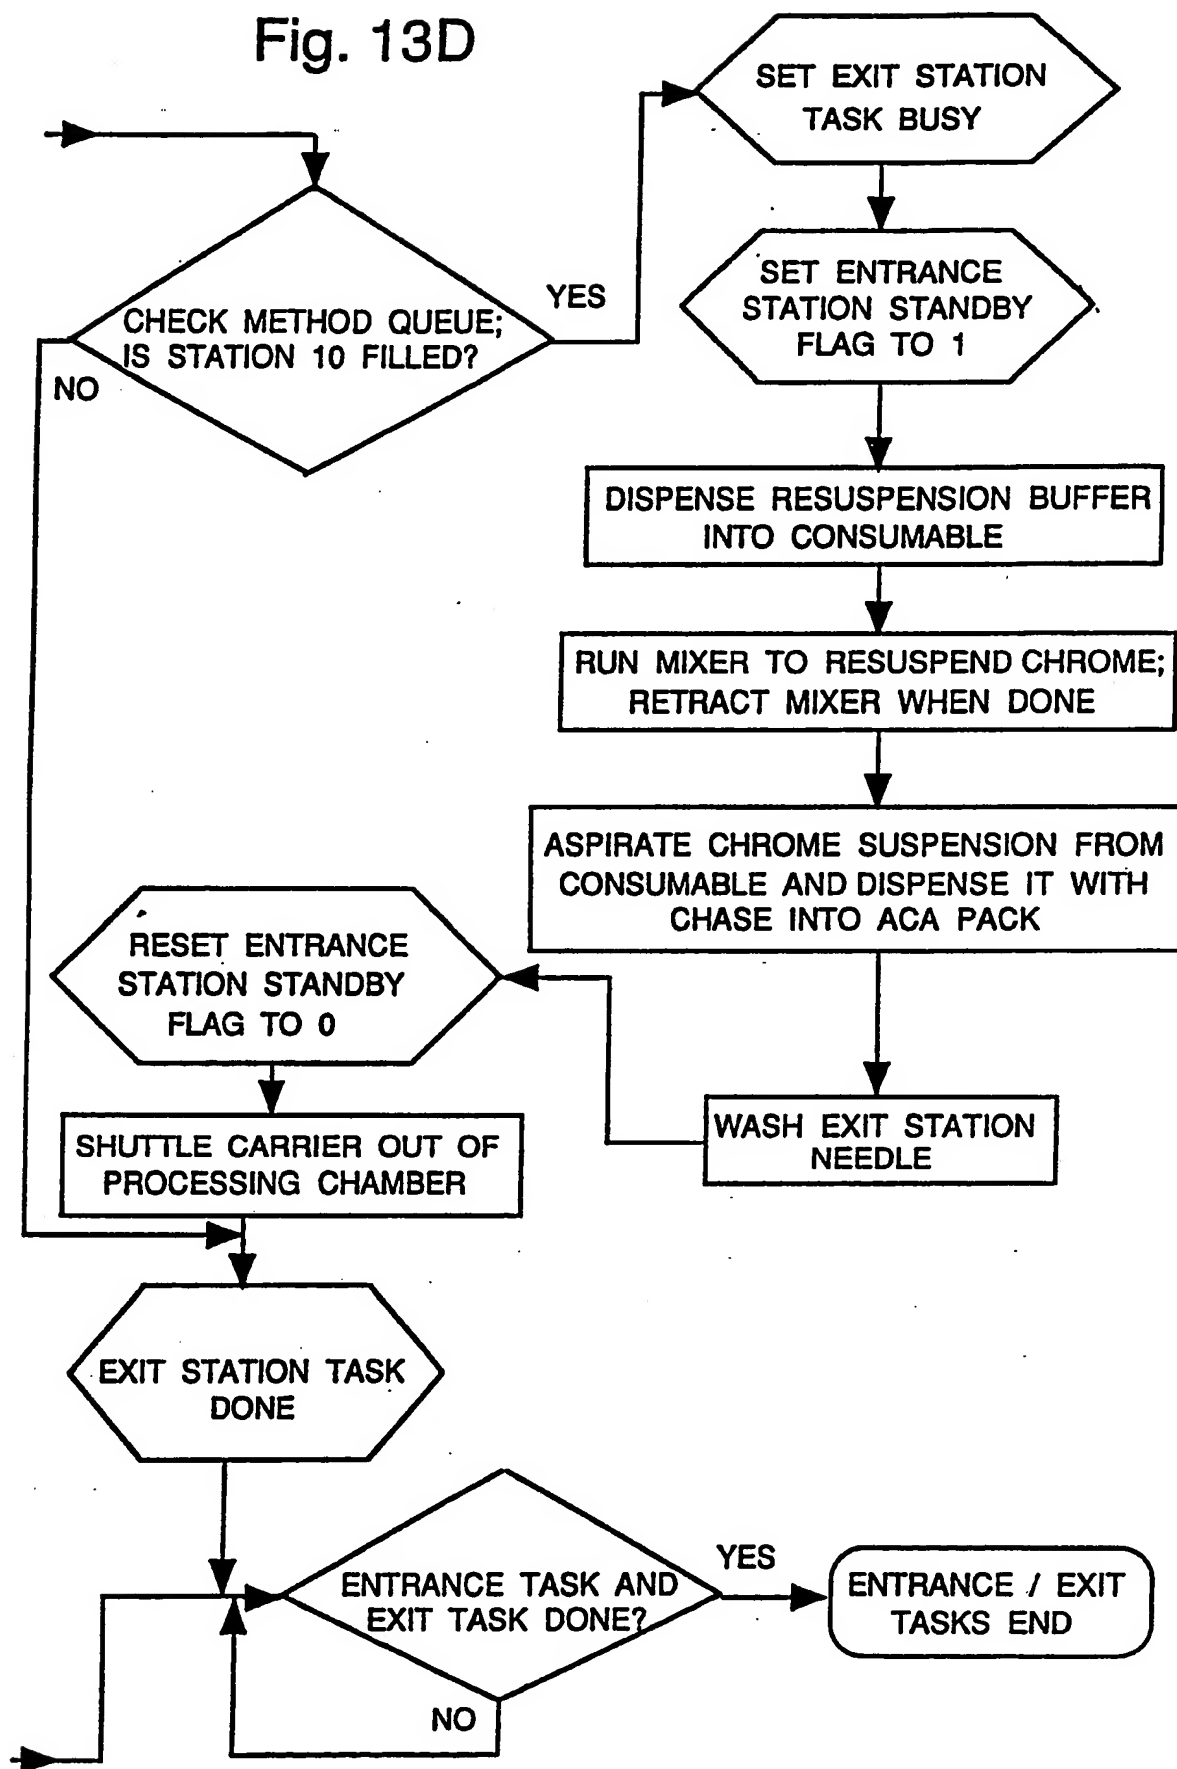 Fig. 13D
SET EXIT STATION
TASK BUSY
CHECK METHOD QUEUE;
IS STATION 10 FILLED?
YES
NO
SET ENTRANCE
STATION STANDBY
FLAG TO 1
DISPENSE RESUSPENSION BUFFER
INTO CONSUMABLE
RUN MIXER TO RESUSPEND CHROME;
RETRACT MIXER WHEN DONE
ASPIRATE CHROME SUSPENSION FROM
CONSUMABLE AND DISPENSE IT WITH
CHASE INTO ACA PACK
WASH EXIT STATION
NEEDLE
RESET ENTRANCE
STATION STANDBY
FLAG TO 0
SHUTTLE CARRIER OUT OF
PROCESSING CHAMBER
EXIT STATION TASK
DONE
ENTRANCE TASK AND
EXIT TASK DONE?
YES
NO
ENTRANCE / EXIT
TASKS END